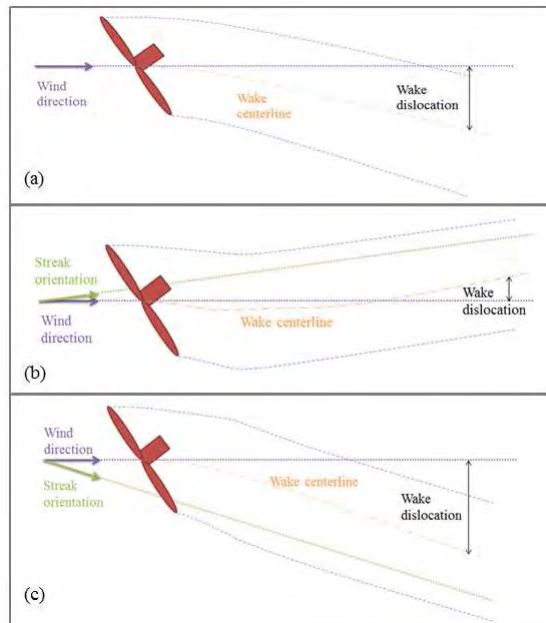 Wind
direction
Wake
centerline
Wake
dislocation
(a)
Streak
orientation
Wind
direction
Wake centerline
Wake
dislocation
(b)
Wind
direction
Streak
orientation
Wake centerline
Wake
dislocation
(c)